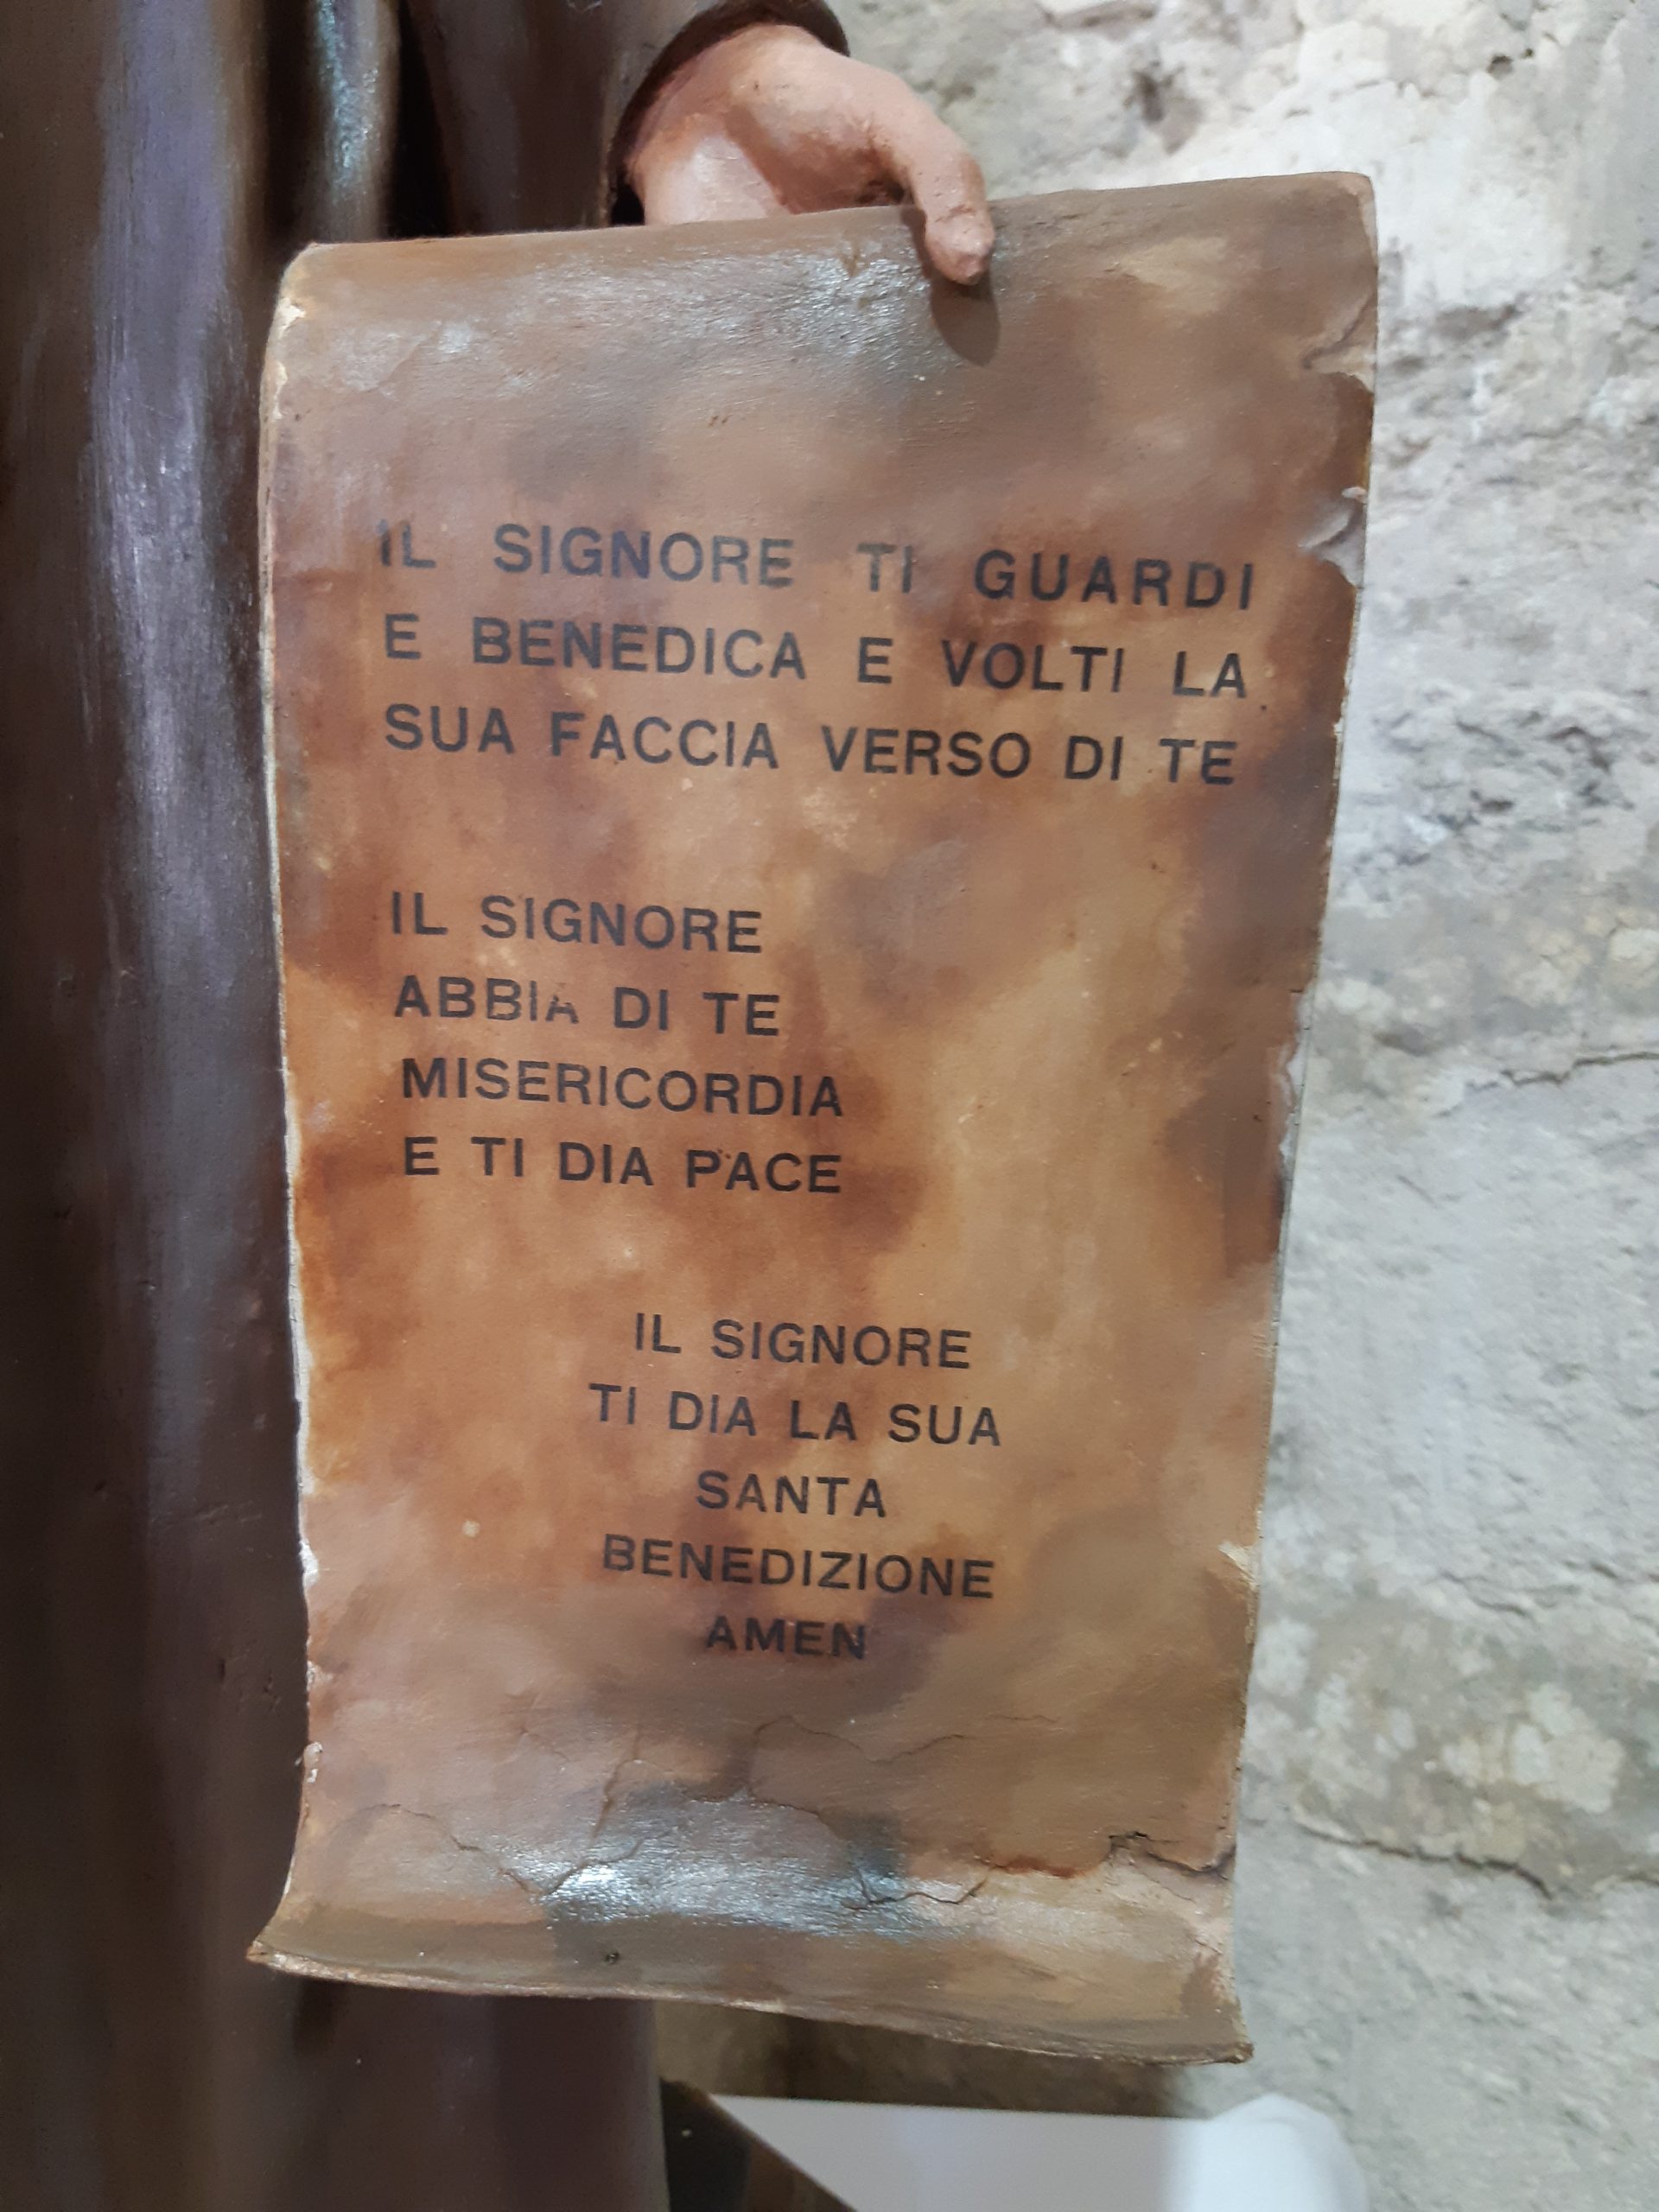 IL SIGNORE TI GUARDI
E BENEDICA E VOLTI LA
SUA FACCIA VERSO DI TE
IL SIGNORE
ABBIA DI TE
MISERICORDIA
E TI DIA PACE
IL SIGNORE
TI DIA LA SUA
SANTA
BENEDIZIONE
AMEN